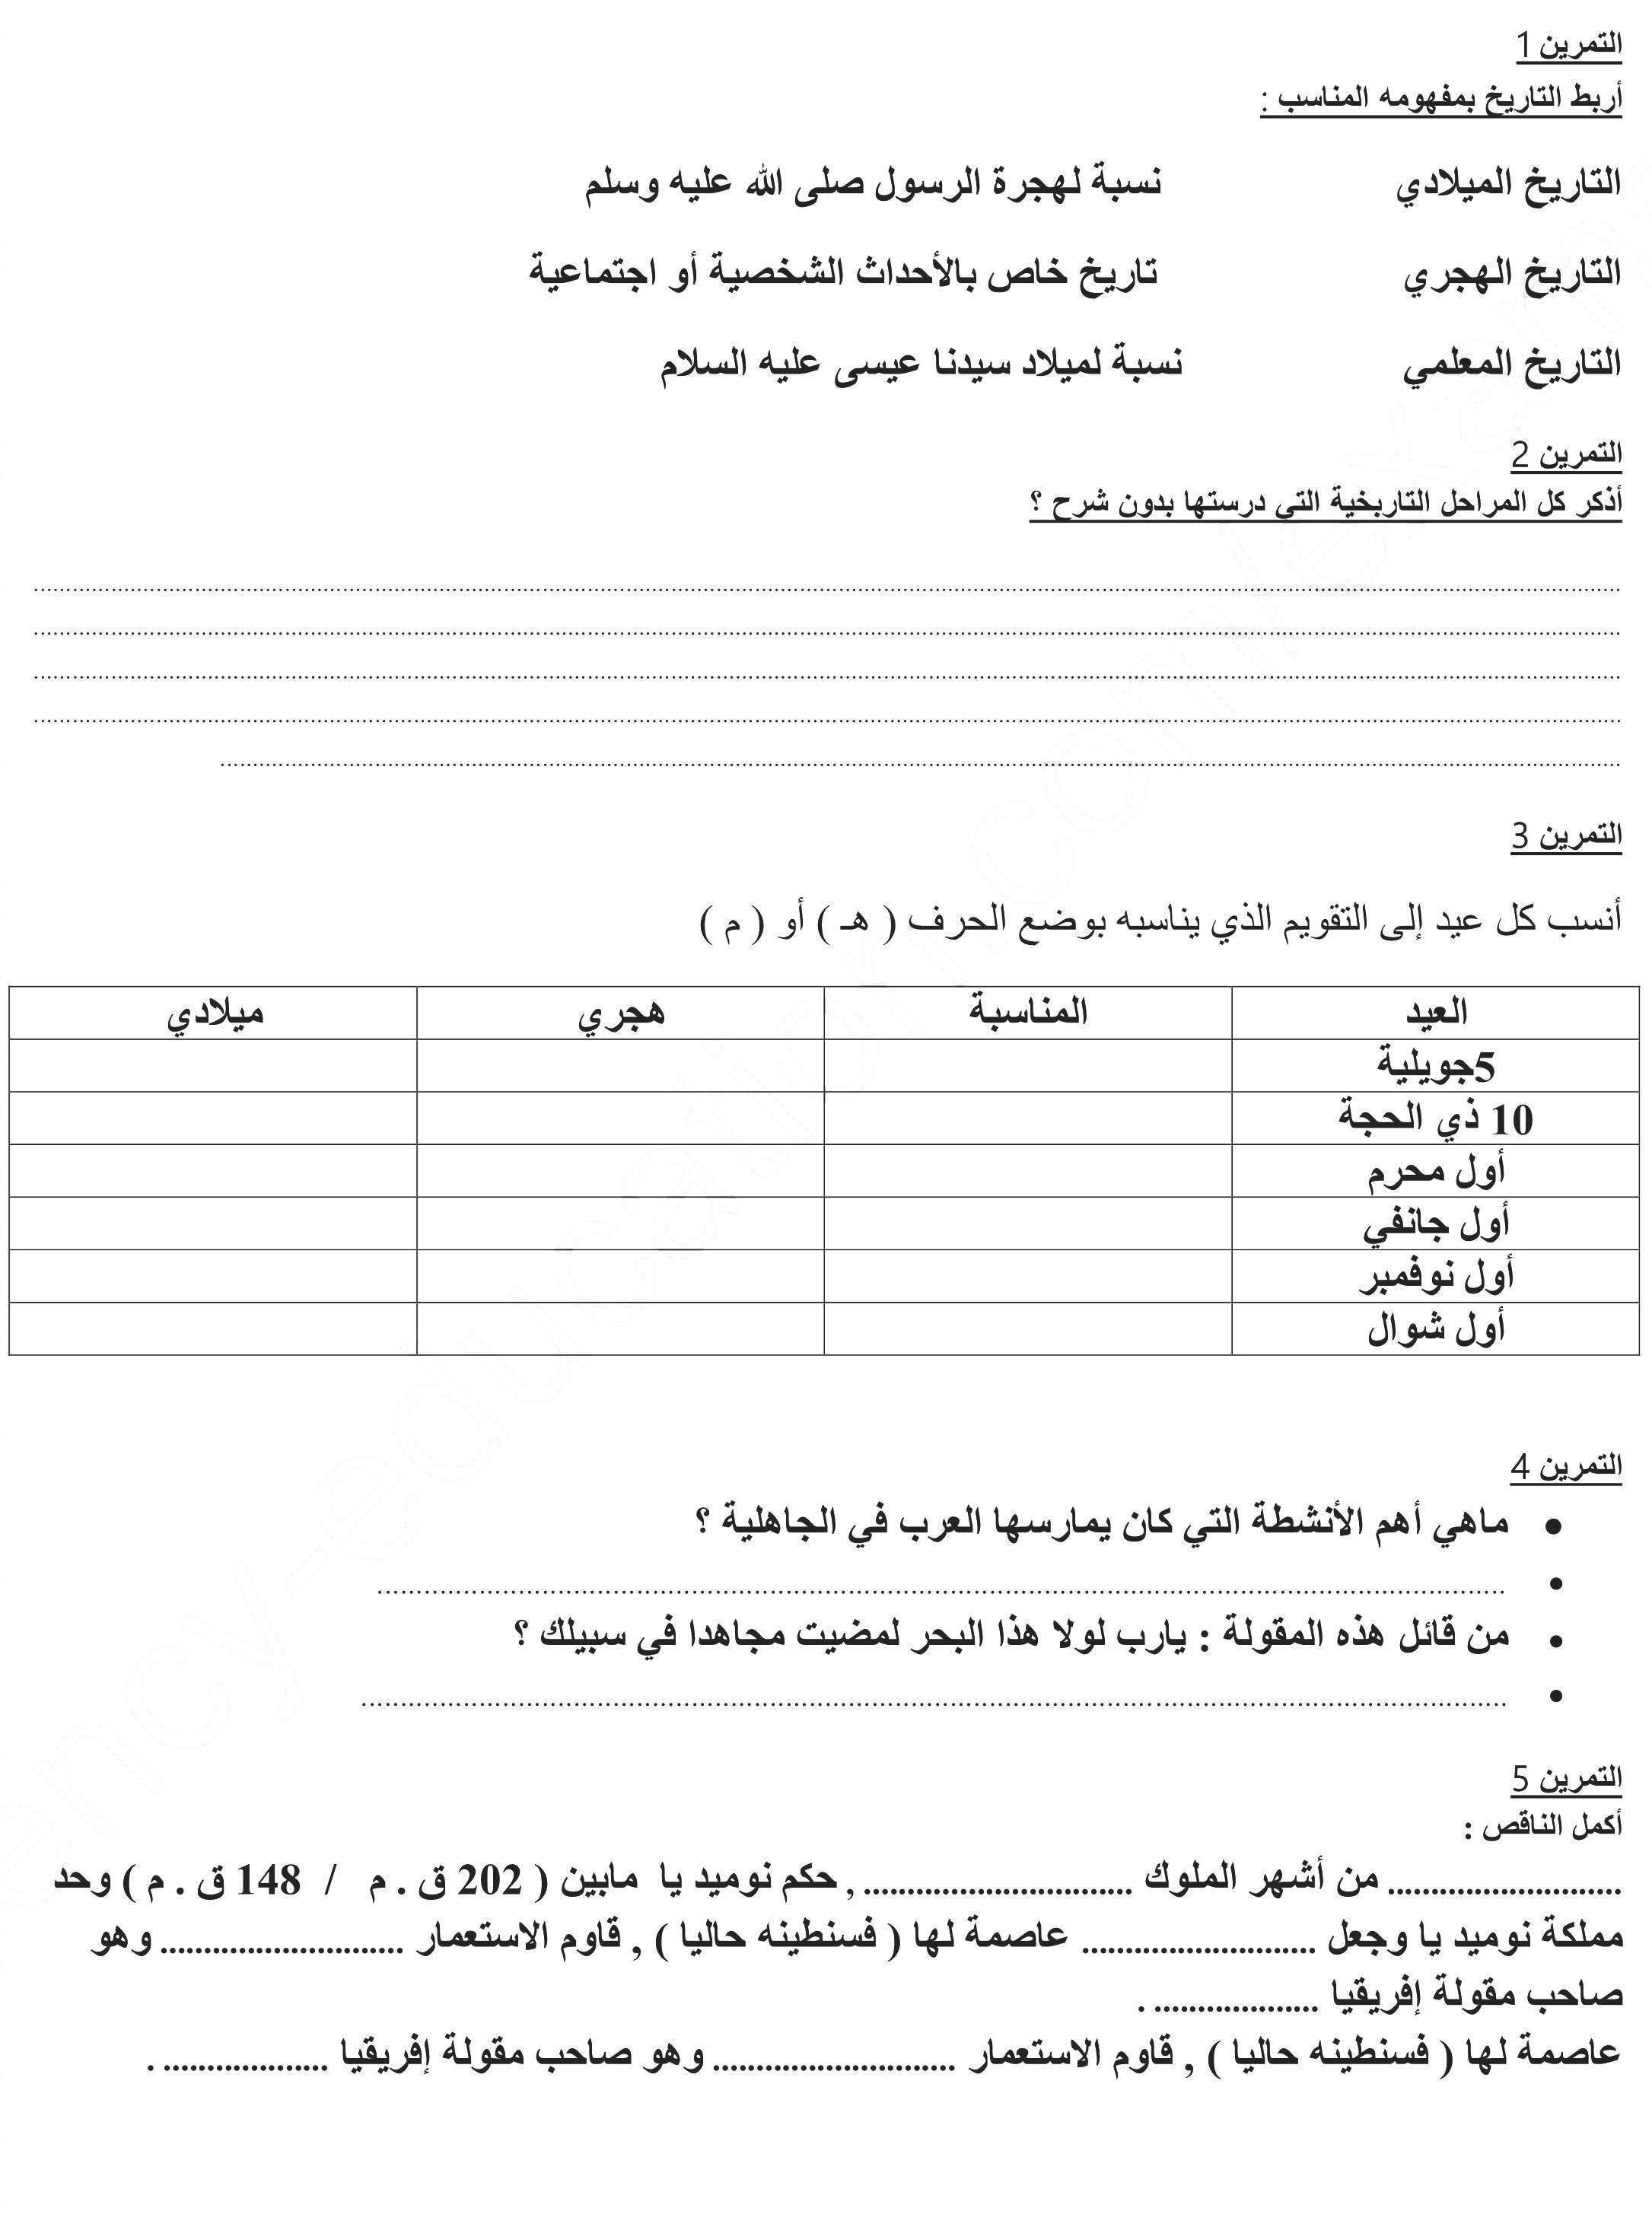 التمرين 1
أربط التاريخ بمفهومه المناسب :
التاريخ الميلادي نسبة لهجرة الرسول صلى الله عليه وسلم
التاريخ الهجري تاريخ خاص بالأحداث الشخصية أو اجتماعية
التاريخ المعلمي نسبة لميلاد سيدنا عيسى عليه السلام
التمرين 2
أذكر كل المراحل التاريخية التي درستها بدون شرح ؟
التمرين 3
أنسب كل عيد إلى التقويم الذي يناسبه بوضع الحرف ( هـ ) أو ( م )
العيد المناسبة هجري ميلادي
5جويلية
10 ذي الحجة
أول محرم
أول جانفي
أول نوفمبر
أول شوال
التمرين 4
• ماهي أهم الأنشطة التي كان يمارسها العرب في الجاهلية ؟
• ........................
• من قائل هذه المقولة : يارب لولا هذا البحر لمضيت مجاهدا في سبيلك ؟
• ........................
التمرين 5
أكمل الناقص :
........................... من أشهر الملوك ..............................., حكم نوميد يا مابين ( 202 ق . م / 148 ق . م ) وحد
مملكة نوميد يا وجعل ........................... عاصمة لها ( فسنطينه حاليا ) , قاوم الاستعمار ............................ وهو
صاحب مقولة إفريقيا ................... .
عاصمة لها ( فسنطينه حاليا ) , قاوم الاستعمار ............................ وهو صاحب مقولة إفريقيا ................... .